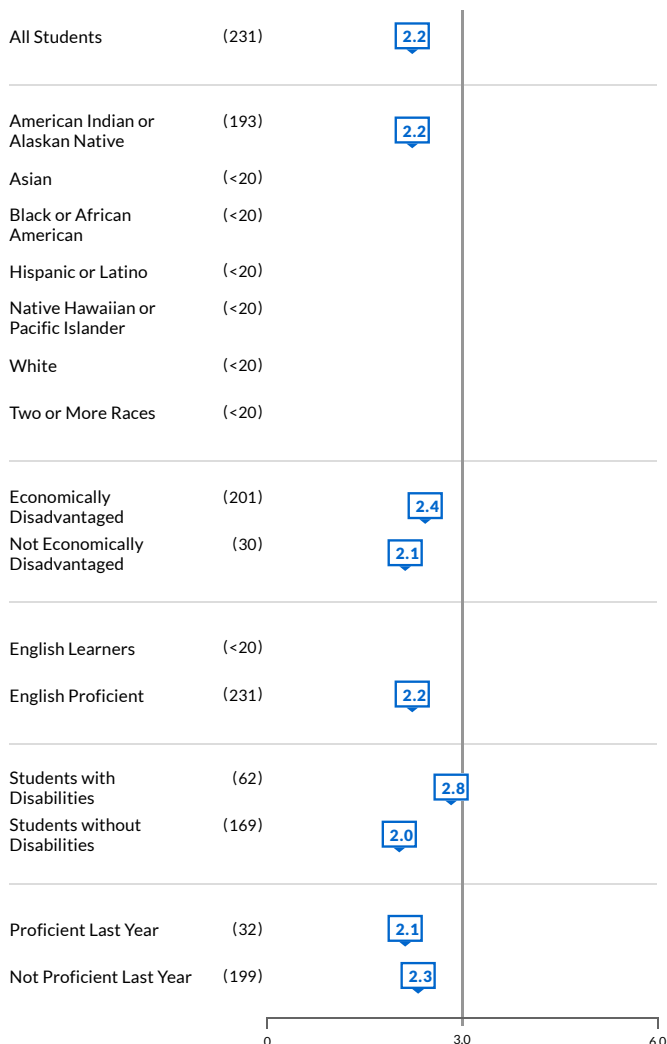 All Students (231) 2.2
American Indian or (193) 2.2
Alaskan Native
Asian (<20)
Black or African (<20)
American
Hispanic or Latino (<20)
Native Hawaiian or (<20)
Pacific Islander
White (<20)
Two or More Races (<20)
Economically (201) 2.4
Disadvantaged
Not Economically (30) 2.1
Disadvantaged
English Learners (<20)
English Proficient (231) 2.2
Students with (62) 2.8
Disabilities
Students without (169) 2.0
Disabilities
Proficient Last Year (32) 2.1
Not Proficient Last Year (199) 2.3
0 3.0 6.0